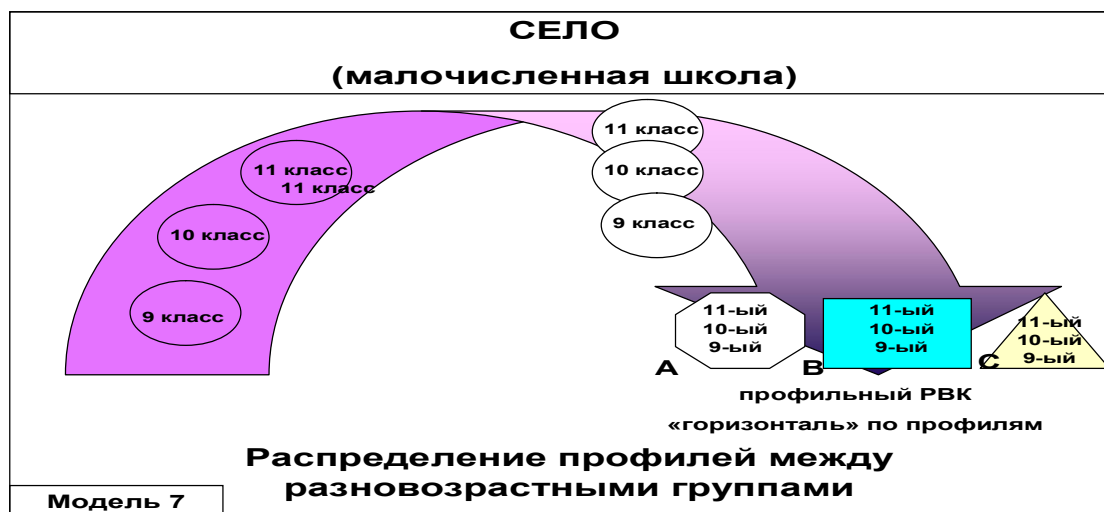 СЕЛО
(малочисленная школа)
11 класс
11 класс
10 класс
9 класс
11 класс
10 класс
9 класс
11-ый
10-ый
9-ый
A
11-ый
10-ый
9-ый
B
11-ый
10-ый
9-ый
C
профильный РВК
«горизонталь» по профилям
Распределение профилей между
разновозрастными группами
Модель 7